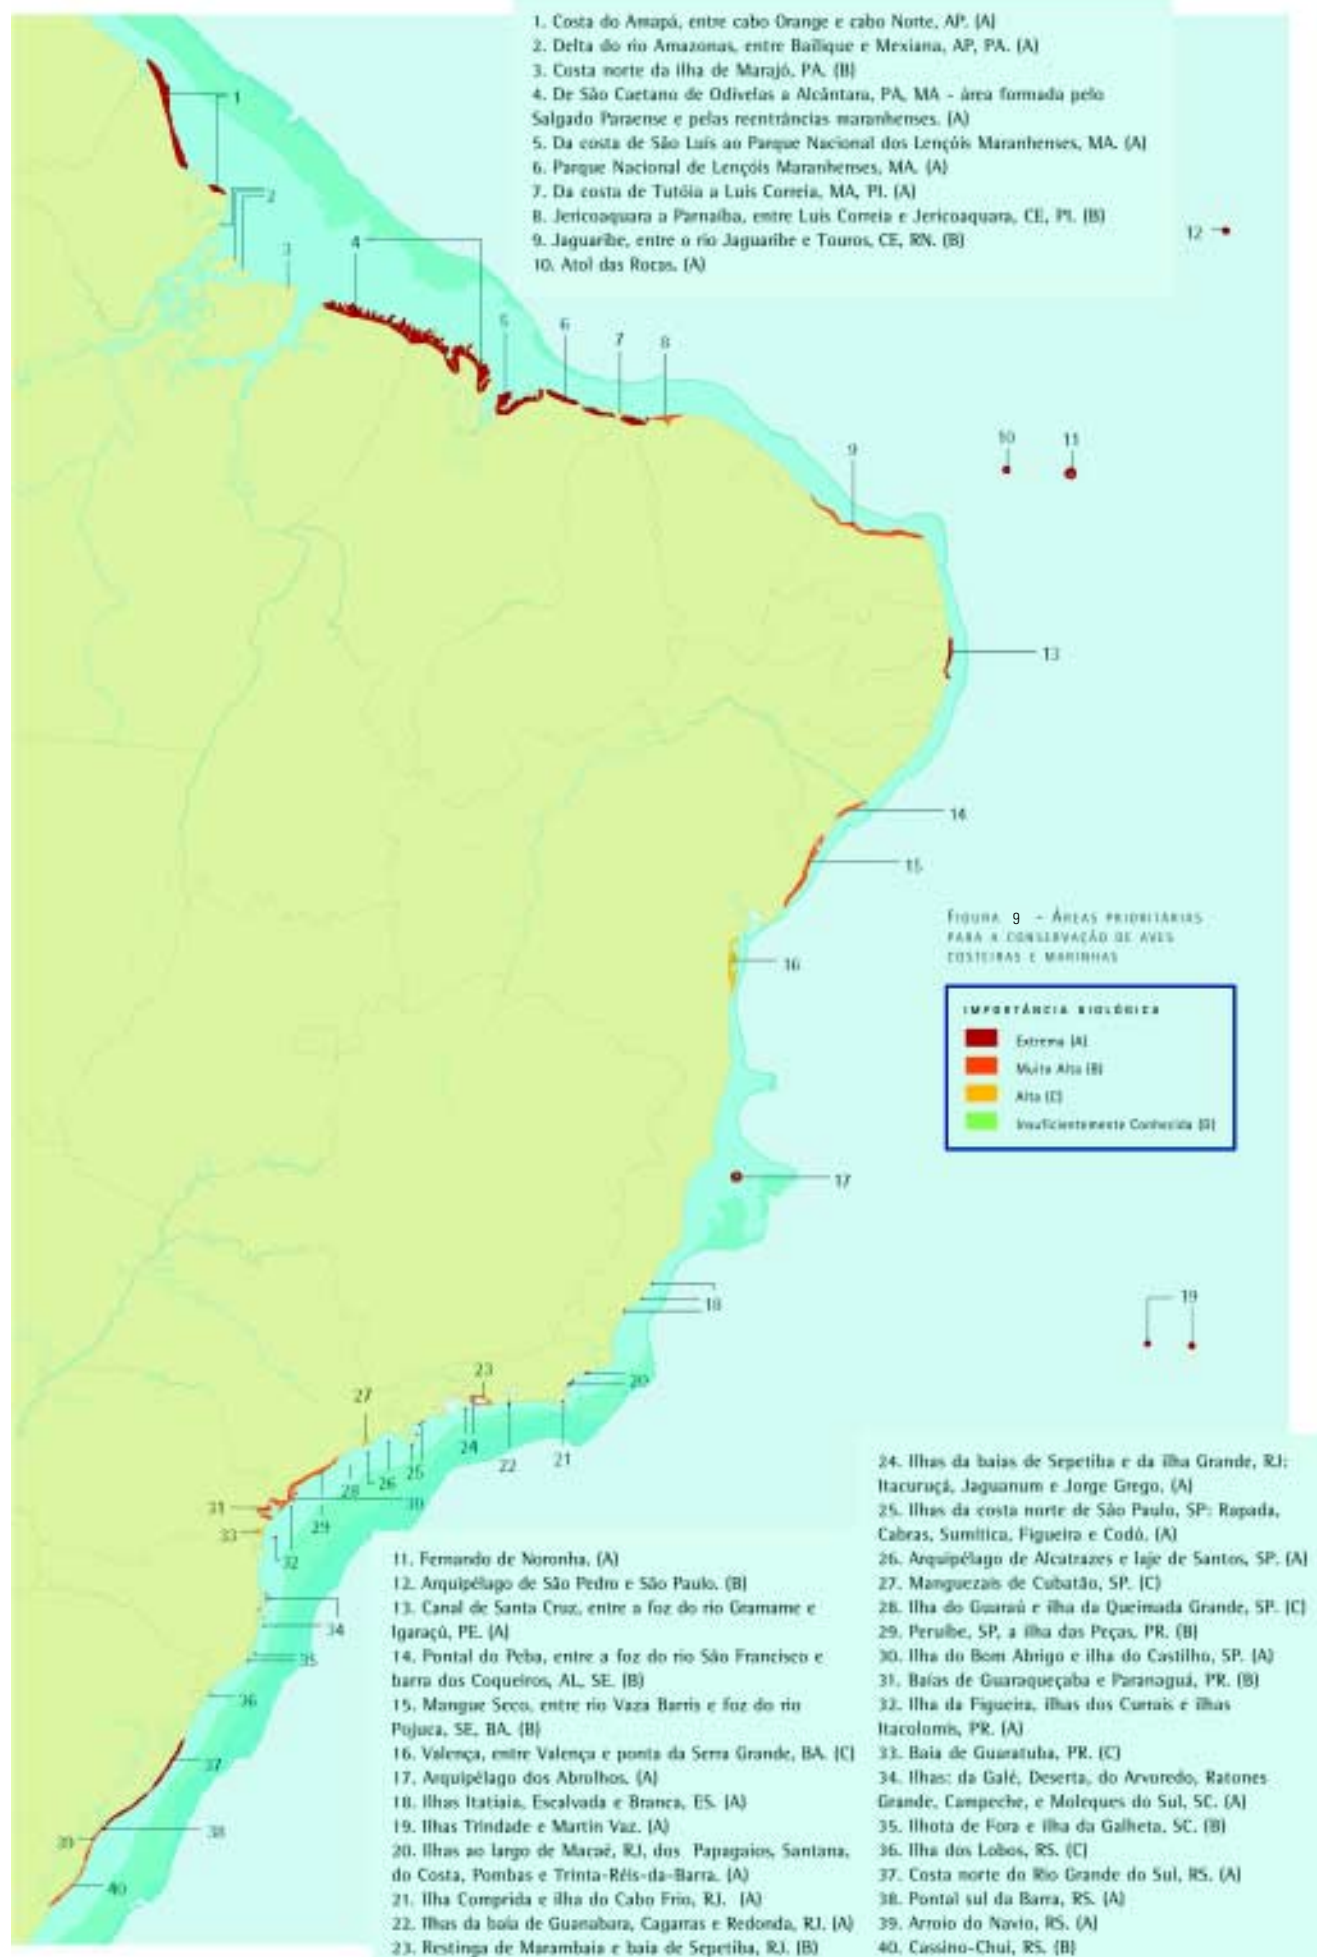 1. Costa do Amapá, entre cabo Orange e cabo Norte, AP. (A)
2. Delta do rio Amazonas, entre Bailique e Mexiana, AP, PA. (A)
3. Costa norte da ilha de Marajó, PA. (B)
4. De São Caetano de Odivelas a Alcântara, PA, MA - área formada pelo
Salgado Paraense e pelas reentrâncias maranhenses. (A)
5. Da costa de São Luís ao Parque Nacional dos Lençóis Maranhenses, MA. (A)
6. Parque Nacional de Lençóis Maranhenses, MA. (A)
7. Da costa de Tutóia a Luis Correia, MA, PI. (A)
8. Jericoaquara a Parnaíba, entre Luis Correia e Jericoaquara, CE, PI. (B)
9. Jaguaribe, entre o rio Jaguaribe e Touros, CE, RN. (B)
10. Atol das Rocas. (A)
1
2
3
4
5
6
7
8
9
10
11
12
13
14
15
16
17
18
19
20
21
22
23
24
25
26
27
28
29
30
31
32
33
34
35
36
37
38
39
40
FIGURA 9 - ÁREAS PRIORITÁRIAS
PARA A CONSERVAÇÃO DE AVES
COSTEIRAS E MARINHAS
IMPORTÂNCIA BIOLÓGICA
Extrema (A)
Muito Alta (B)
Alta (C)
Insuficientemente Conhecida (D)
11. Fernando de Noronha. (A)
12. Arquipélago de São Pedro e São Paulo. (B)
13. Canal de Santa Cruz, entre a foz do rio Gramame e
Igaraçú, PE. (A)
14. Pontal do Peba, entre a foz do rio São Francisco e
barra dos Coqueiros, AL, SE. (B)
15. Mangue Seco, entre rio Vaza Barris e foz do rio
Pojuca, SE, BA. (B)
16. Valença, entre Valença e ponta da Serra Grande, BA. (C)
17. Arquipélago dos Abrolhos. (A)
18. Ilhas Itatiaia, Escalvada e Branca, ES. (A)
19. Ilhas Trindade e Martin Vaz. (A)
20. Ilhas ao largo de Macaé, RJ, dos Papagaios, Santana,
do Costa, Pombas e Trinta-Réis-da-Barra. (A)
21. Ilha Comprida e ilha do Cabo Frio, RJ. (A)
22. Ilhas da baía de Guanabara, Cagarras e Redonda, RJ. (A)
23. Restinga de Marambaia e baía de Sepetiba, RJ. (B)
24. Ilhas da baías de Sepetiba e da ilha Grande, RJ:
Itacuruçá, Jaguanum e Jorge Grego. (A)
25. Ilhas da costa norte de São Paulo, SP: Rapada,
Cabras, Sumítica, Figueira e Codó. (A)
26. Arquipélago de Alcatrazes e laje de Santos, SP. (A)
27. Manguezais de Cubatão, SP. (C)
28. Ilha do Guaraú e ilha da Queimada Grande, SP. (C)
29. Peruíbe, SP, a ilha das Peças, PR. (B)
30. Ilha do Bom Abrigo e ilha do Castilho, SP. (A)
31. Baías de Guaraqueçaba e Paranaguá, PR. (B)
32. Ilha da Figueira, ilhas dos Currais e ilhas
Itacolomis, PR. (A)
33. Baia de Guaratuba, PR. (C)
34. Ilhas: da Galé, Deserta, do Arvoredo, Ratones
Grande, Campeche, e Moleques do Sul, SC. (A)
35. Ilhota de Fora e ilha da Galheta, SC. (B)
36. Ilha dos Lobos, RS. (C)
37. Costa norte do Rio Grande do Sul, RS. (A)
38. Pontal sul da Barra, RS. (A)
39. Arroio do Navio, RS. (A)
40. Cassino-Chuí, RS. (B)